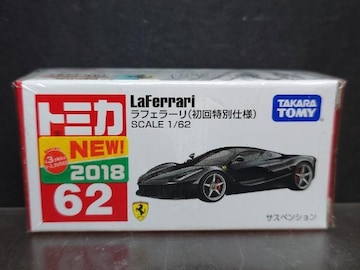 トミカ
NEW!
2018
62
LaFerrari
ラフェラーリ(初回特別仕様)
SCALE 1/62
TAKARA
TOMY
サスペンション